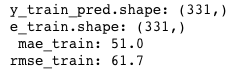 y_train_pred.shape: (331,)
e_train.shape: (331,)
mae_train: 51.0
rmse_train: 61.7